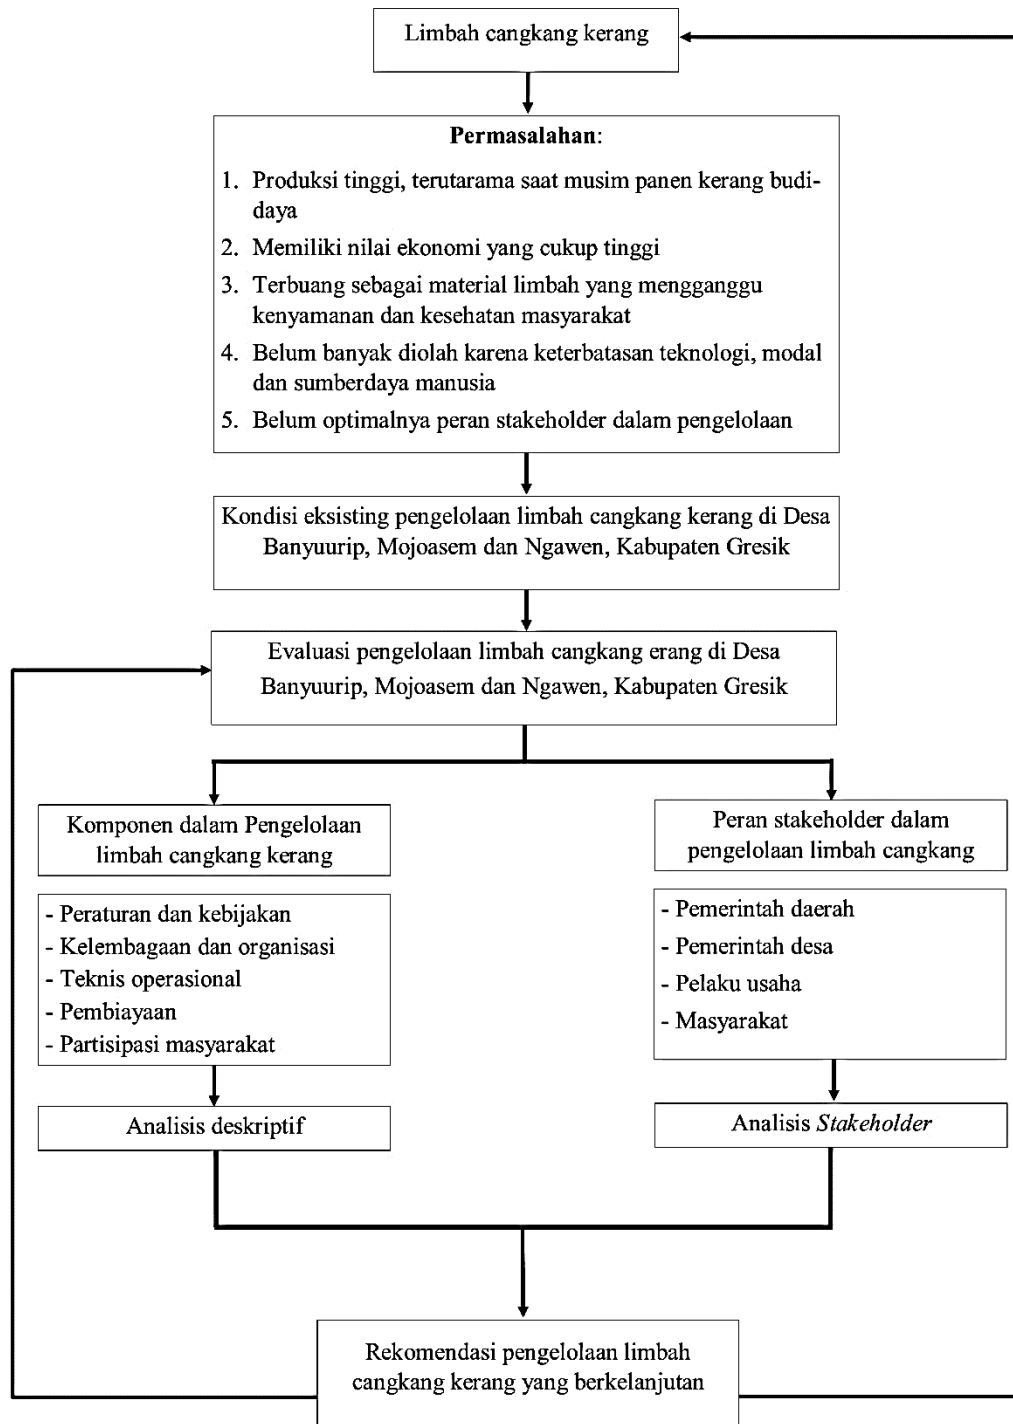 Limbah cangkang kerang
Permasalahan:
1. Produksi tinggi, terutarama saat musim panen kerang budi-
daya
2. Memiliki nilai ekonomi yang cukup tinggi
3. Terbuang sebagai material limbah yang mengganggu
kenyamanan dan kesehatan masyarakat
4. Belum banyak diolah karena keterbatasan teknologi, modal
dan sumberdaya manusia
5. Belum optimalnya peran stakeholder dalam pengelolaan
Kondisi eksisting pengelolaan limbah cangkang kerang di Desa
Banyuurip, Mojoasem dan Ngawen, Kabupaten Gresik
Evaluasi pengelolaan limbah cangkang erang di Desa
Banyuurip, Mojoasem dan Ngawen, Kabupaten Gresik
Komponen dalam Pengelolaan
limbah cangkang kerang
- Peraturan dan kebijakan
- Kelembagaan dan organisasi
- Teknis operasional
- Pembiayaan
- Partisipasi masyarakat
Analisis deskriptif
Peran stakeholder dalam
pengelolaan limbah cangkang
- Pemerintah daerah
- Pemerintah desa
- Pelaku usaha
- Masyarakat
Analisis Stakeholder
Rekomendasi pengelolaan limbah
cangkang kerang yang berkelanjutan